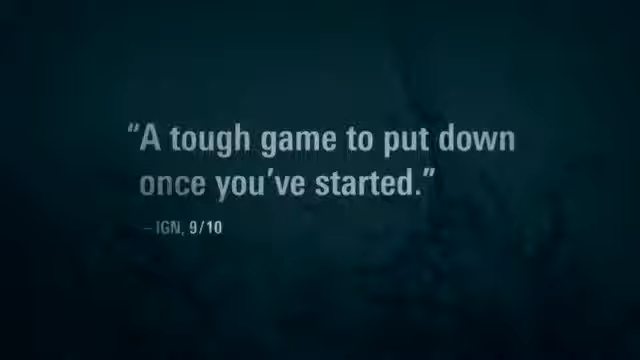 “A tough game to put down
once you’ve started.”
– IGN, 9/10